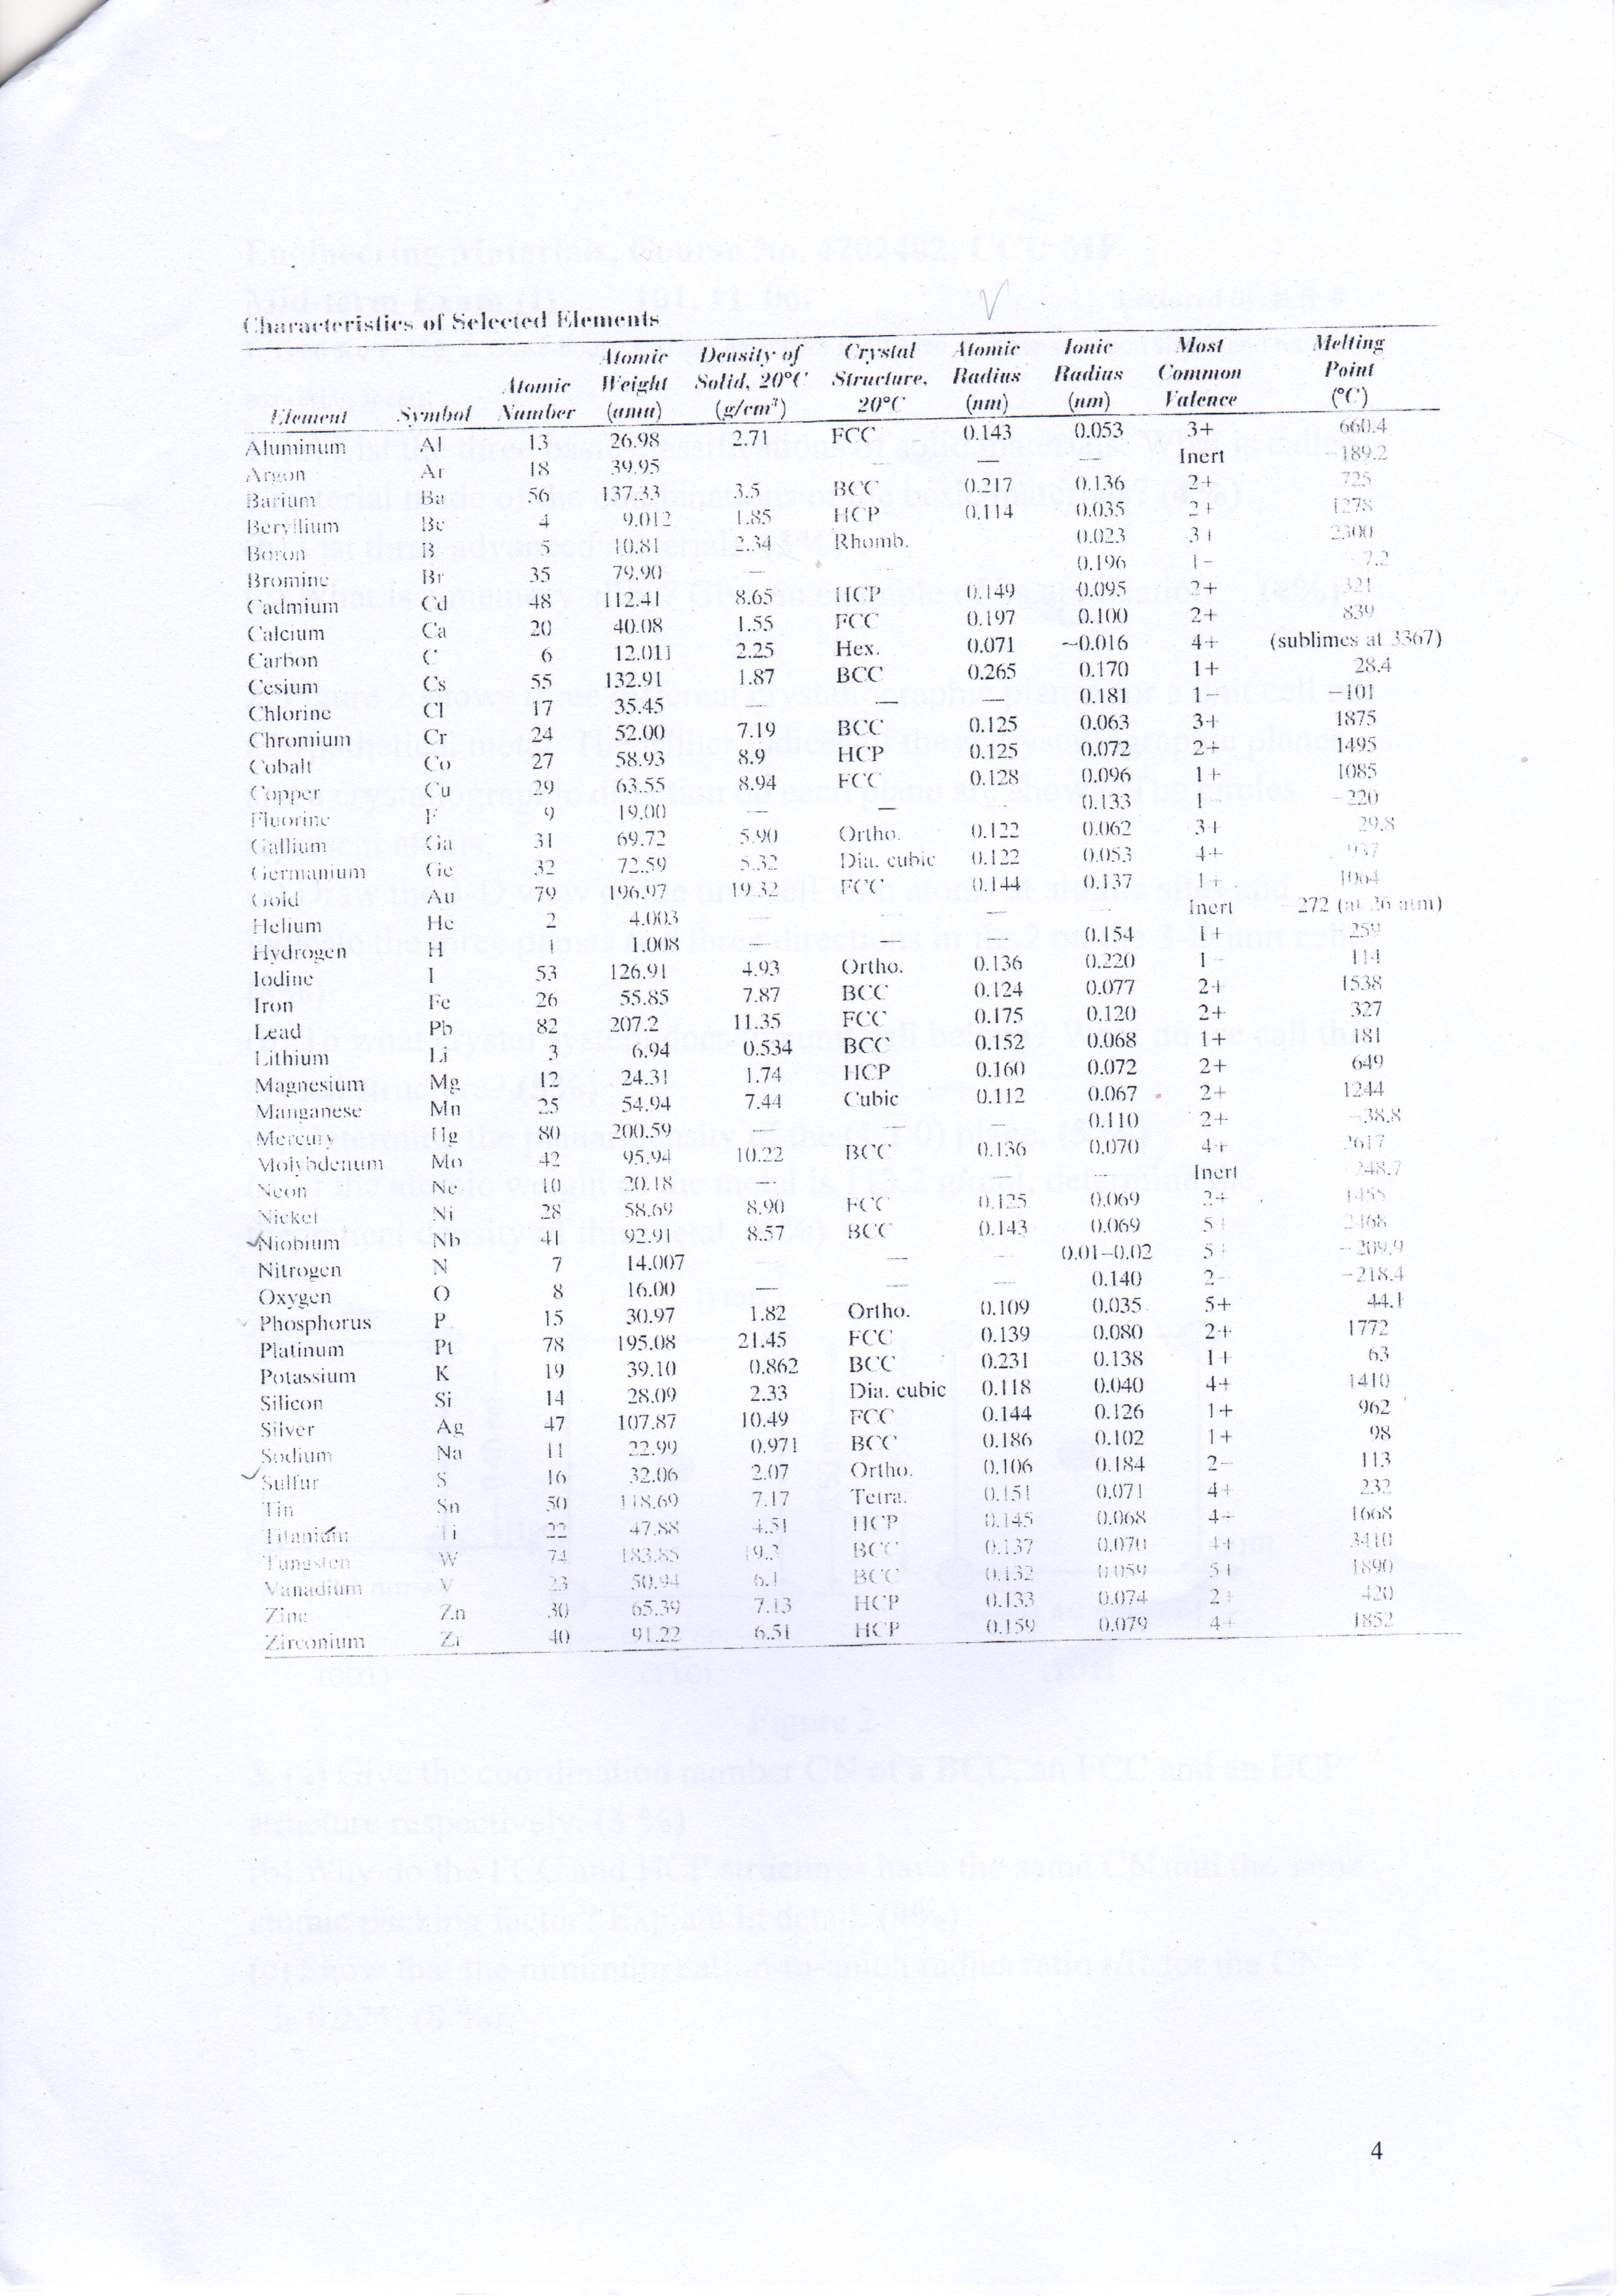 Characteristics of Selected Elements
Element Symbol Atomic Number Atomic Weight (amu) Density of Solid, 20°C (g/cm³) Crystal Structure, 20°C Atomic Radius (nm) Ionic Radius (nm) Most Common Valence Melting Point (°C)
Aluminum Al 13 26.98 2.71 FCC 0.143 0.053 3+ 660.4
Argon Ar 18 39.95 — — — Inert -189.2
Barium Ba 56 137.33 3.5 BCC 0.217 0.136 2+ 725
Beryllium Be 4 9.012 1.85 HCP 0.114 0.035 2+ 1278
Boron B 5 10.81 2.34 Rhomb. 0.023 3+ 2300
Bromine Br 35 79.90 — — 0.196 1− -7.2
Cadmium Cd 48 112.41 8.65 HCP 0.149 0.095 2+ 321
Calcium Ca 20 40.08 1.55 FCC 0.197 0.100 2+ 839
Carbon C 6 12.011 2.25 Hex. 0.071 ~0.016 4+ (sublimes at 3367)
Cesium Cs 55 132.91 1.87 BCC 0.265 0.170 1+ 28.4
Chlorine Cl 17 35.45 — — — 0.181 1− −101
Chromium Cr 24 52.00 7.19 BCC 0.125 0.063 3+ 1875
Cobalt Co 27 58.93 8.9 HCP 0.125 0.072 2+ 1495
Copper Cu 29 63.55 8.94 FCC 0.128 0.096 1+ 1085
Fluorine F 9 19.00 — — — 0.133 1− −220
Gallium Ga 31 69.72 5.90 Ortho. 0.122 0.062 3+ 29.8
Germanium Ge 32 72.59 5.32 Dia. cubic 0.122 0.053 4+ 937
Gold Au 79 196.97 19.32 FCC 0.144 0.137 1+ 1064
Helium He 2 4.003 — — — — Inert −272 (at 26 atm)
Hydrogen H 1 1.008 — — — 0.154 1+ −259
Iodine I 53 126.91 4.93 Ortho. 0.136 0.220 1− 114
Iron Fe 26 55.85 7.87 BCC 0.124 0.077 2+ 1538
Lead Pb 82 207.2 11.35 FCC 0.175 0.120 2+ 327
Lithium Li 3 6.94 0.534 BCC 0.152 0.068 1+ 181
Magnesium Mg 12 24.31 1.74 HCP 0.160 0.072 2+ 649
Manganese Mn 25 54.94 7.44 Cubic 0.112 0.067 2+ 1244
Mercury Hg 80 200.59 — — — 0.110 2+ −38.8
Molybdenum Mo 42 95.94 10.22 BCC 0.136 0.070 4+ 2617
Neon Ne 10 20.18 — — — Inert −248.7
Nickel Ni 28 58.69 8.90 FCC 0.125 0.069 2+ 1455
Niobium Nb 41 92.91 8.57 BCC 0.143 0.069 5+ 2468
Nitrogen N 7 14.007 — — — 0.01–0.02 5+ −209.9
Oxygen O 8 16.00 — — — 0.140 2− −218.4
Phosphorus P 15 30.97 1.82 Ortho. 0.109 0.035 5+ 44.1
Platinum Pt 78 195.08 21.45 FCC 0.139 0.080 2+ 1772
Potassium K 19 39.10 0.862 BCC 0.231 0.138 1+ 63
Silicon Si 14 28.09 2.33 Dia. cubic 0.118 0.040 4+ 1410
Silver Ag 47 107.87 10.49 FCC 0.144 0.126 1+ 962
Sodium Na 11 22.99 0.971 BCC 0.186 0.102 1+ 98
Sulfur S 16 32.06 2.07 Ortho. 0.106 0.184 2− 113
Tin Sn 50 118.69 7.17 Tetra. 0.151 0.071 4+ 232
Titanium Ti 22 47.88 4.51 HCP 0.145 0.068 4+ 1668
Tungsten W 74 183.85 19.3 BCC 0.137 0.070 4+ 3410
Vanadium V 23 50.94 6.1 BCC 0.132 0.059 5+ 1890
Zinc Zn 30 65.39 7.13 HCP 0.133 0.074 2+ 420
Zirconium Zr 40 91.22 6.51 HCP 0.159 0.079 4+ 1852
4